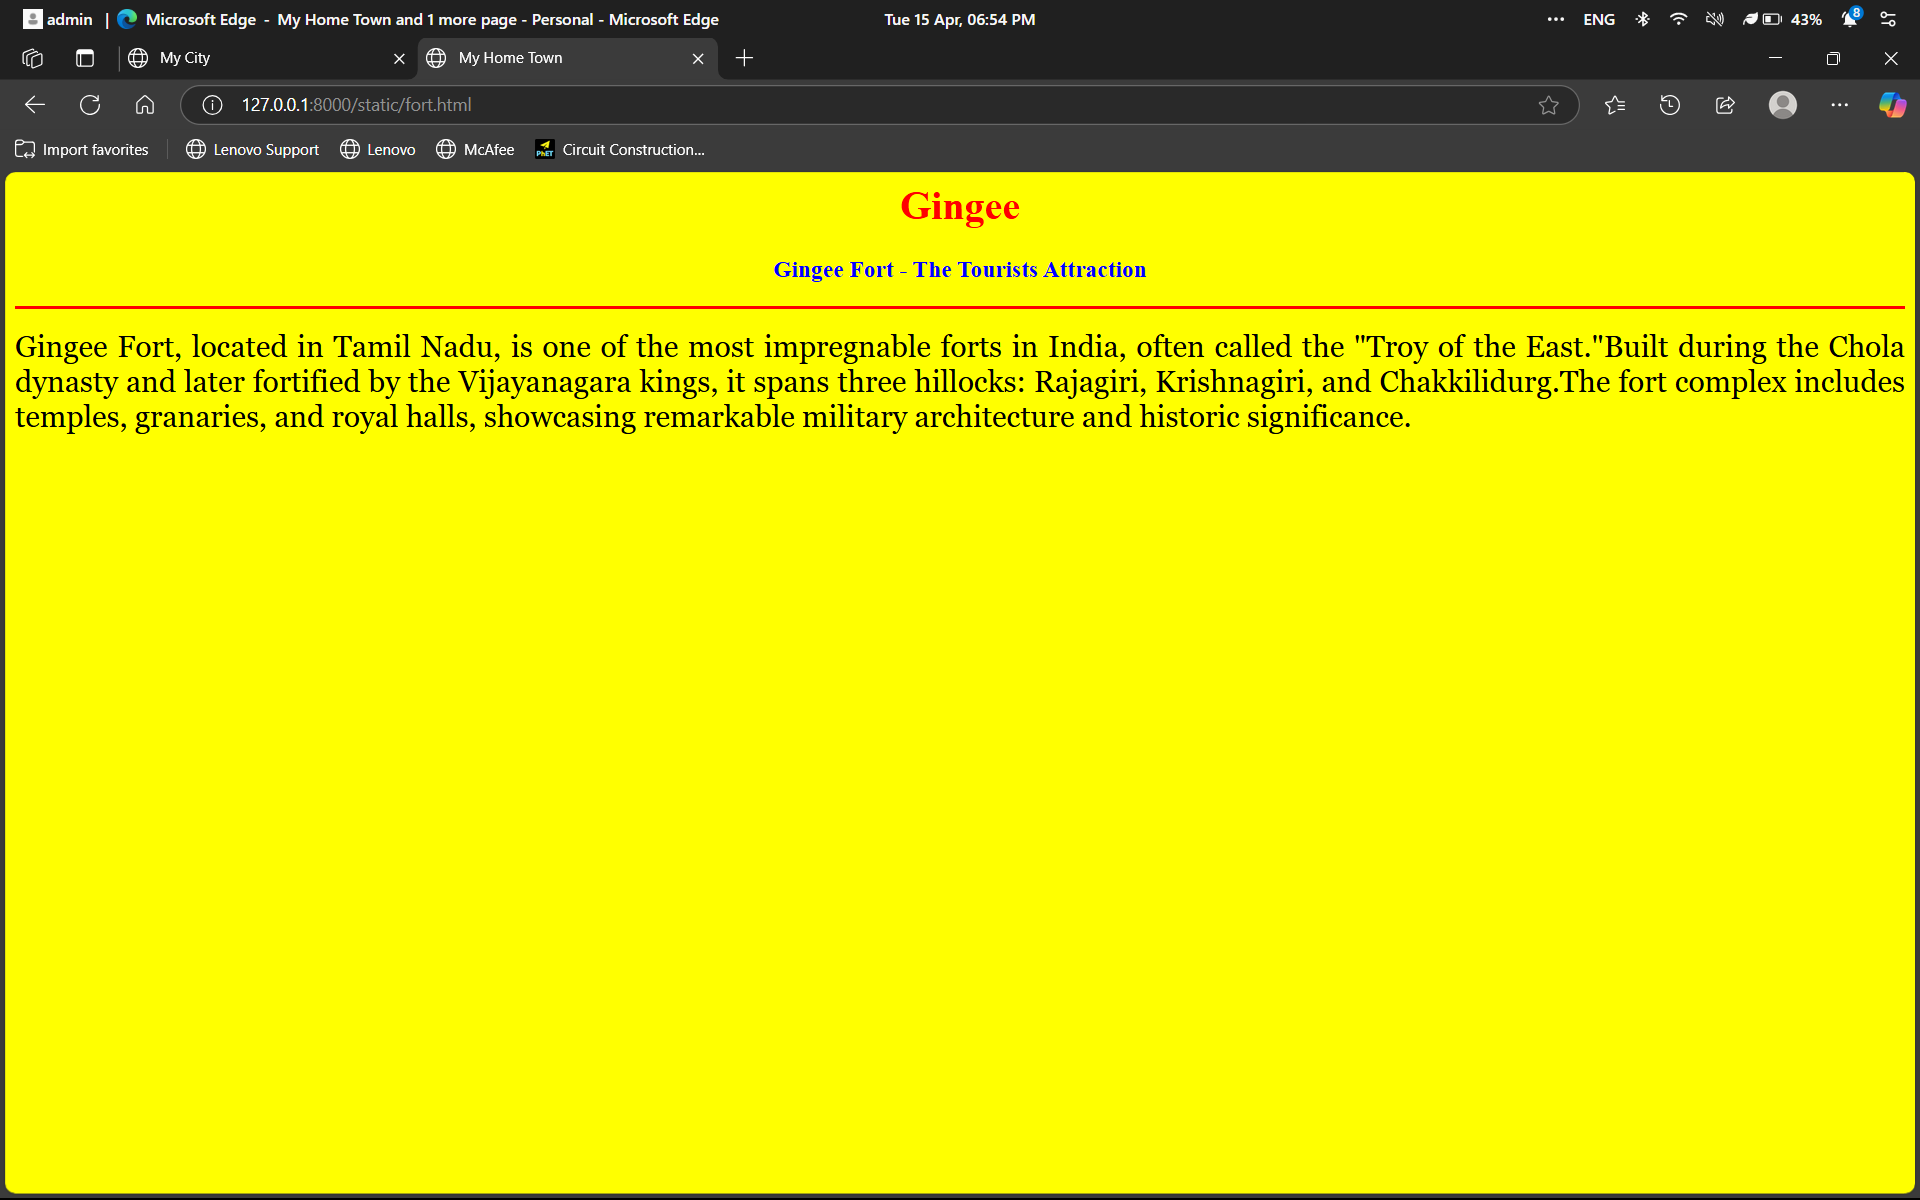 admin | Microsoft Edge - My Home Town and 1 more page - Personal - Microsoft Edge Tue 15 Apr, 06:54 PM ENG 43% 8
My City My Home Town
127.0.0.1:8000/static/fort.html
Import favorites Lenovo Support Lenovo McAfee PhET Circuit Construction...
Gingee
Gingee Fort - The Tourists Attraction
Gingee Fort, located in Tamil Nadu, is one of the most impregnable forts in India, often called the "Troy of the East."Built during the Chola
dynasty and later fortified by the Vijayanagara kings, it spans three hillocks: Rajagiri, Krishnagiri, and Chakkilidurg.The fort complex includes
temples, granaries, and royal halls, showcasing remarkable military architecture and historic significance.